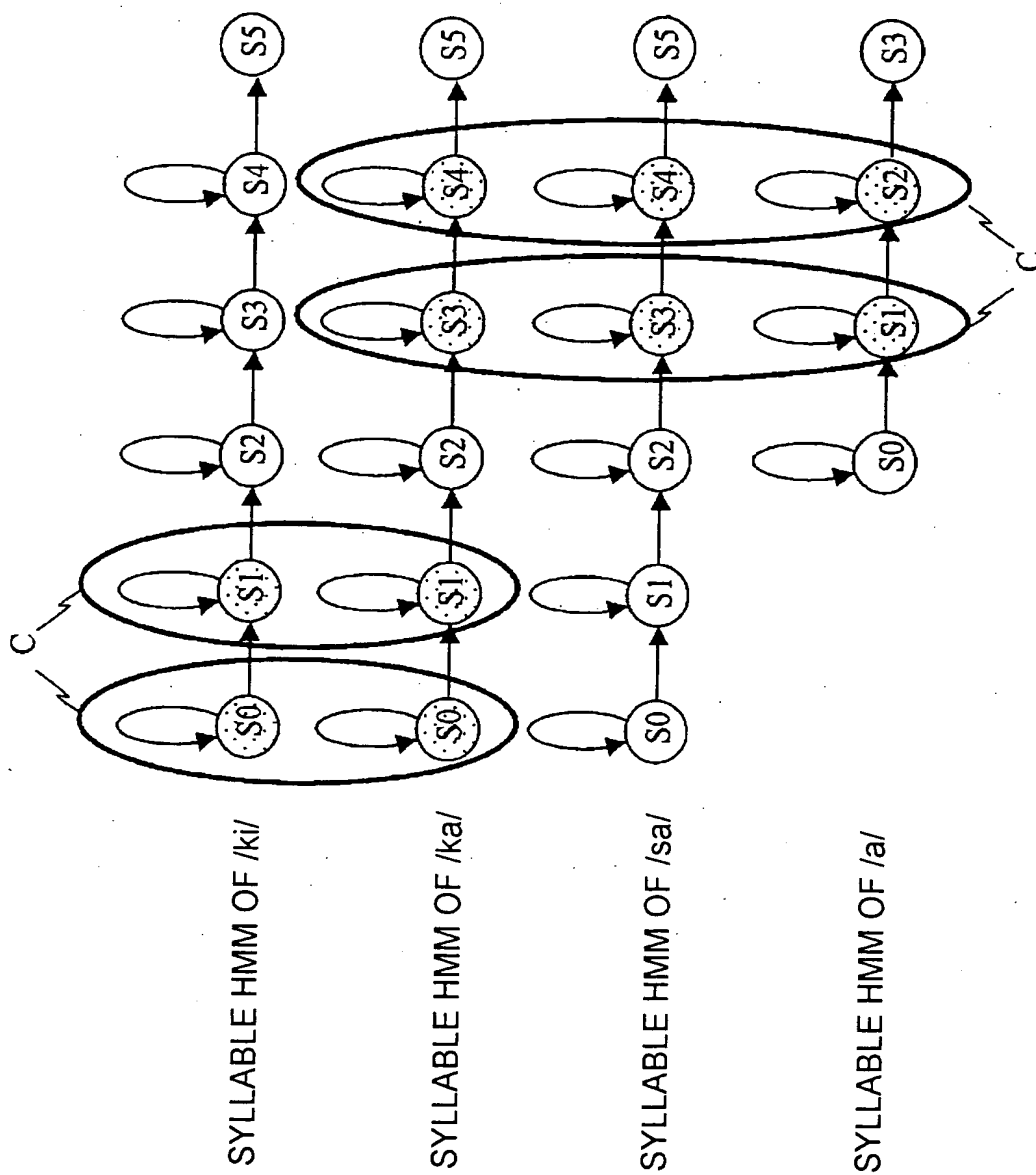 C
SYLLABLE HMM OF /ki/ S0 S1 S2 S3 S4 S5
SYLLABLE HMM OF /ka/ S0 S1 S2 S3 S4 S5
SYLLABLE HMM OF /sa/ S0 S1 S2 S3 S4 S5
SYLLABLE HMM OF /a/ S0 S1 S2 S3
C